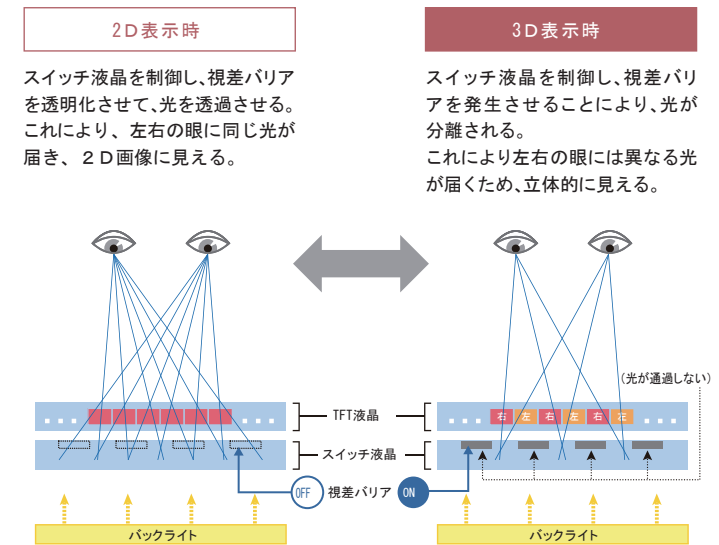 2D表示時
スイッチ液晶を制御し、視差バリア
を透明化させて、光を透過させる。
これにより、左右の眼に同じ光が
届き、２Ｄ画像に見える。
3D表示時
スイッチ液晶を制御し、視差バリ
アを発生させることにより、光が
分離される。
これにより左右の眼には異なる光
が届くため、立体的に見える。
（光が通過しない）
TFT液晶
右 左 右 左 右 左
スイッチ液晶
OFF 視差バリア ON
バックライト
バックライト